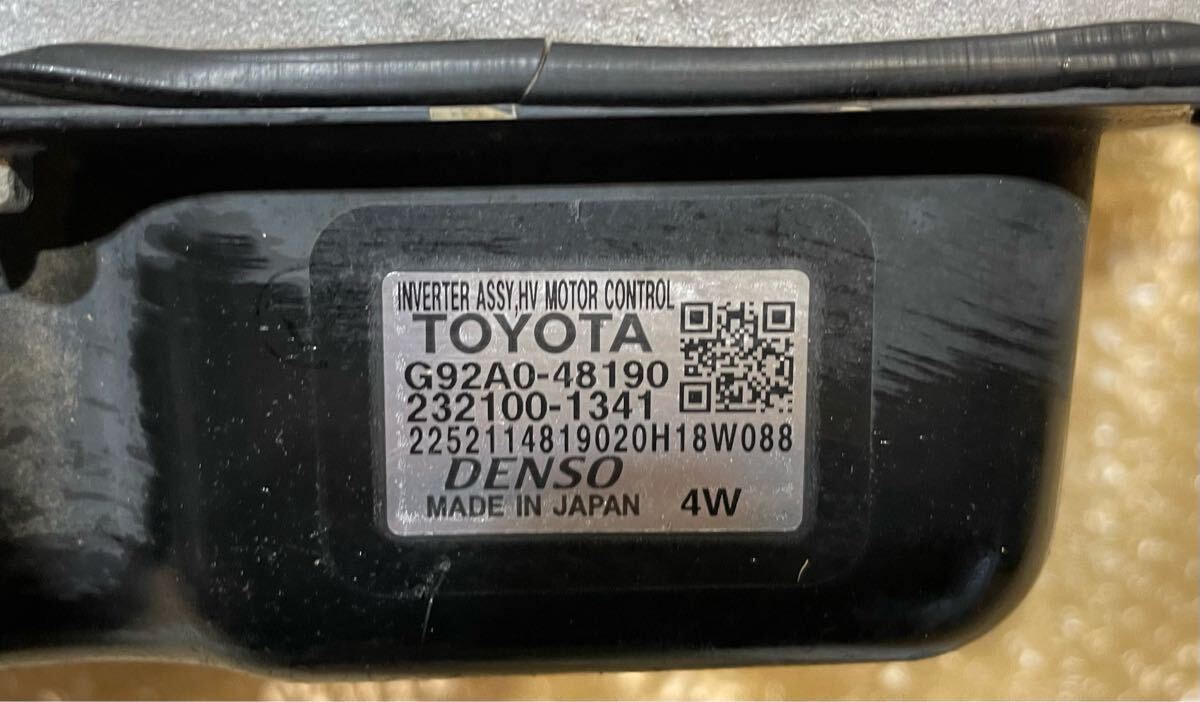 INVERTER ASSY,HV MOTOR CONTROL
TOYOTA
G92A0-48190
232100-1341
2252114819020H18W088
DENSO
MADE IN JAPAN 4W